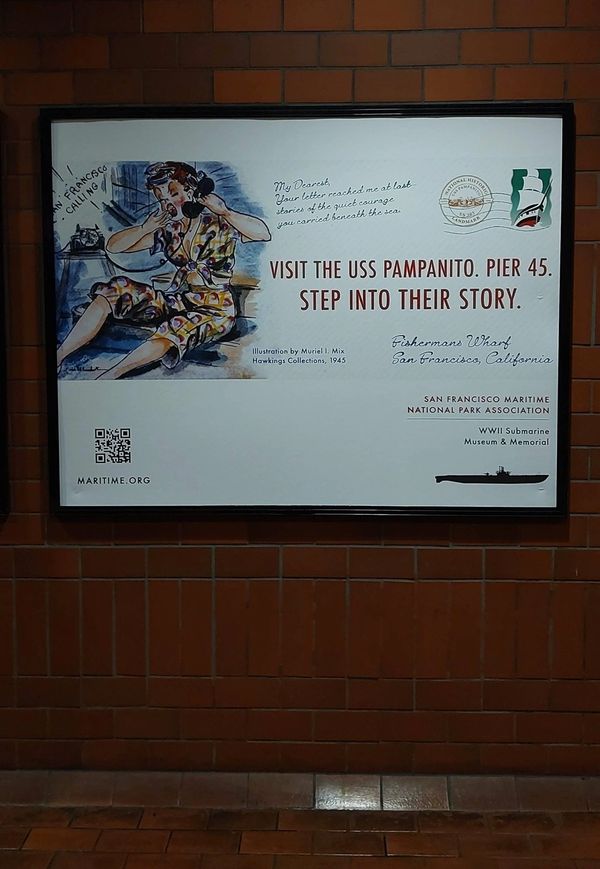 ! !
AN FRANCISCO
CALLING
My Dearest,
Your letter reached me at last
stories of the quiet courage
you carried beneath the sea.
NATIONAL HISTORIC
LANDMARK
VISIT THE USS PAMPANITO. PIER 45.
STEP INTO THEIR STORY.
Illustration by Muriel I. Mix
Hawkings Collections, 1945
Fishermans Wharf
San Francisco, California
SAN FRANCISCO MARITIME
NATIONAL PARK ASSOCIATION
WWII Submarine
Museum & Memorial
MARITIME.ORG